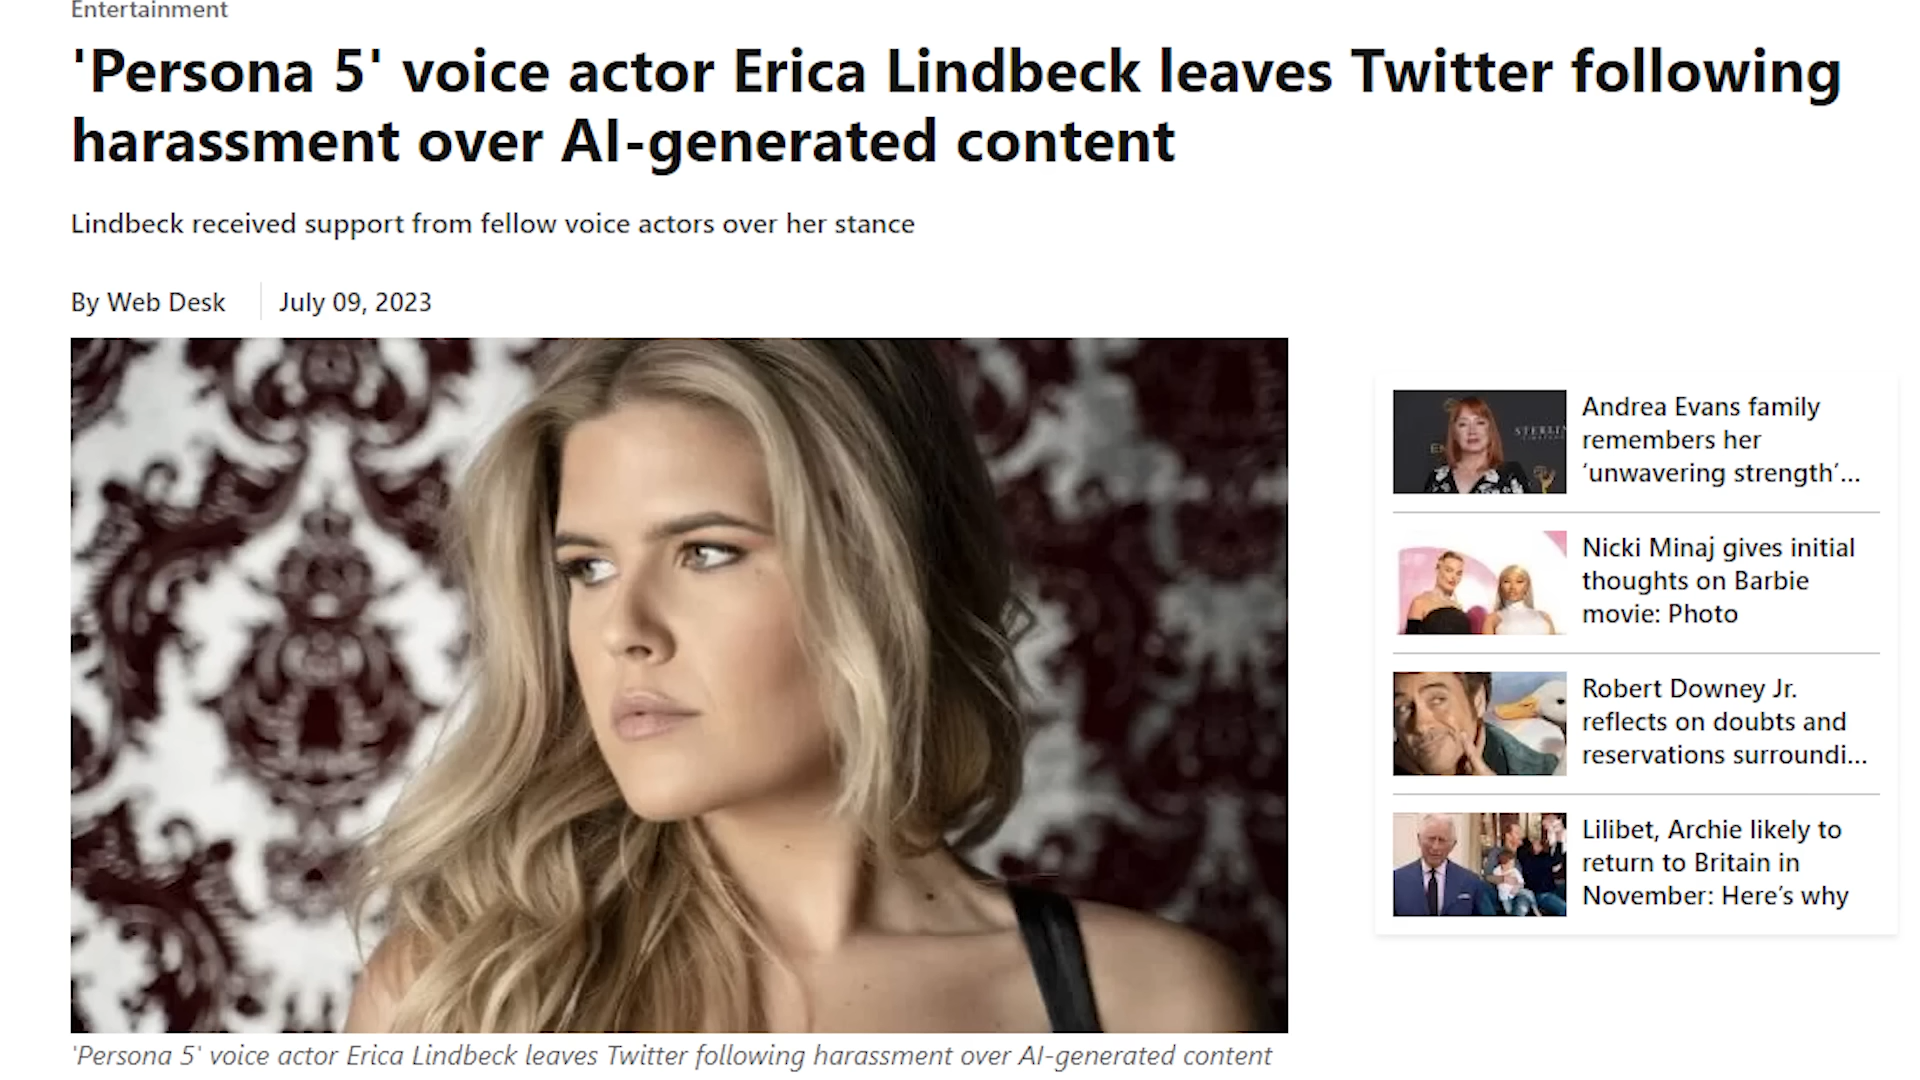 Entertainment
'Persona 5' voice actor Erica Lindbeck leaves Twitter following
harassment over AI-generated content
Lindbeck received support from fellow voice actors over her stance
By Web Desk
July 09, 2023
'Persona 5' voice actor Erica Lindbeck leaves Twitter following harassment over AI-generated content
Andrea Evans family
remembers her
‘unwavering strength’...
Nicki Minaj gives initial
thoughts on Barbie
movie: Photo
Robert Downey Jr.
reflects on doubts and
reservations surroundi...
Lilibet, Archie likely to
return to Britain in
November: Here’s why